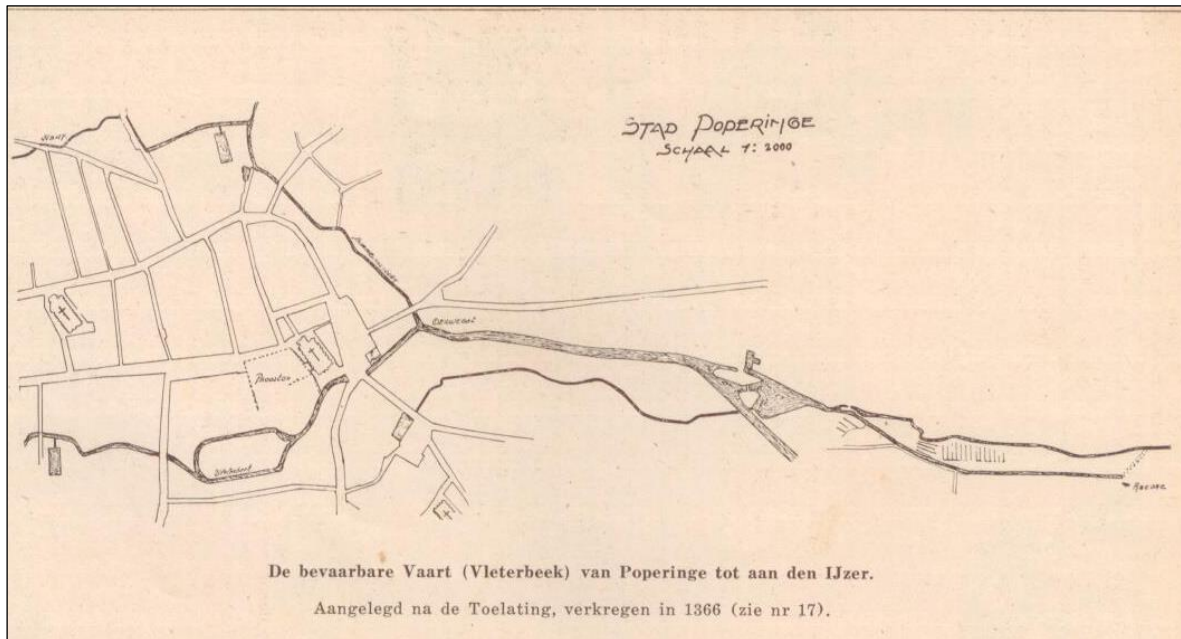 STAD POPERINGE
SCHAAL 1: 2000
De bevaarbare Vaart (Vleterbeek) van Poperinge tot aan den IJzer.
Aangelegd na de Toelating, verkregen in 1366 (zie nr 17).